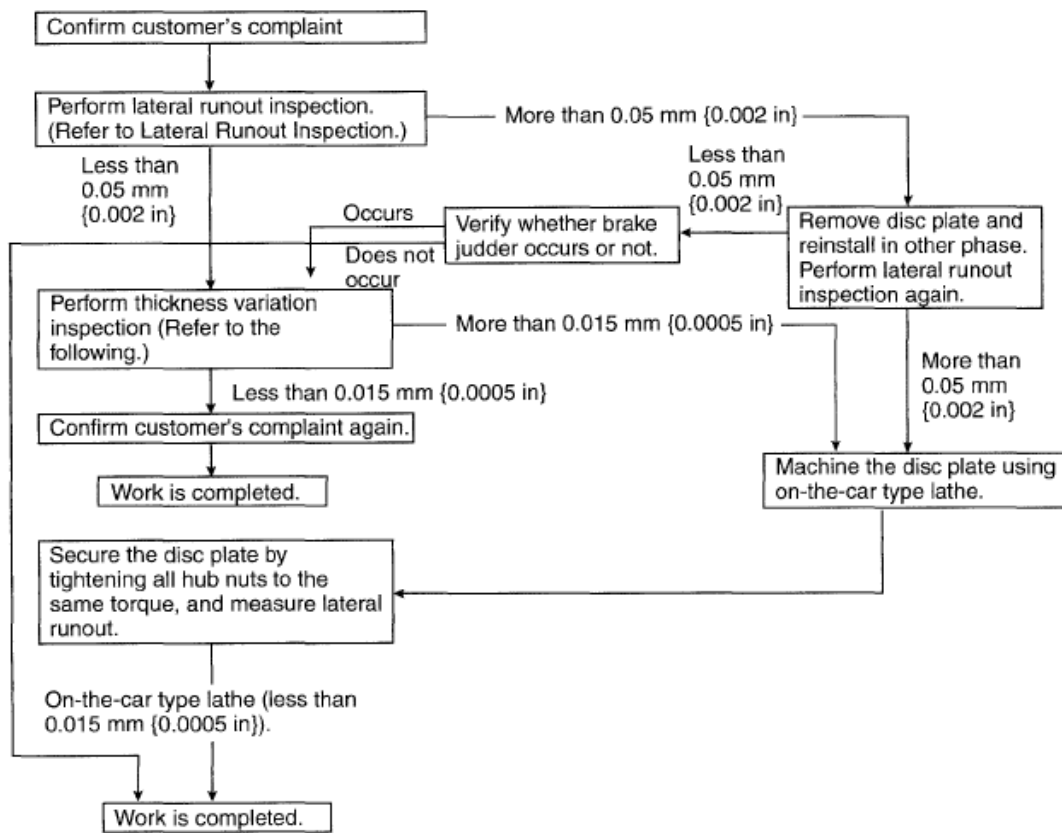 Confirm customer's complaint
Perform lateral runout inspection.
(Refer to Lateral Runout Inspection.)
More than 0.05 mm {0.002 in}
Less than
0.05 mm
{0.002 in}
Less than
0.05 mm
{0.002 in}
Occurs
Verify whether brake
judder occurs or not.
Does not
occur
Remove disc plate and
reinstall in other phase.
Perform lateral runout
inspection again.
Perform thickness variation
inspection (Refer to the
following.)
More than 0.015 mm {0.0005 in}
More than
0.05 mm
{0.002 in}
Less than 0.015 mm {0.0005 in}
Confirm customer's complaint again.
Work is completed.
Machine the disc plate using
on-the-car type lathe.
Secure the disc plate by
tightening all hub nuts to the
same torque, and measure lateral
runout.
On-the-car type lathe (less than
0.015 mm {0.0005 in}).
Work is completed.